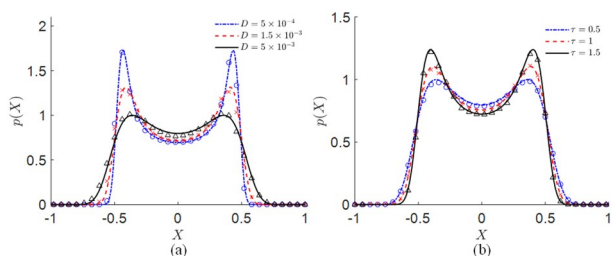 2
1.5
1
0.5
0
-1 -0.5 0 0.5 1
p(X)
X
D = 5 × 10⁻⁴
D = 1.5 × 10⁻³
D = 5 × 10⁻³
(a)
1.5
1
0.5
0
-1 -0.5 0 0.5 1
p(X)
X
τ = 0.5
τ = 1
τ = 1.5
(b)